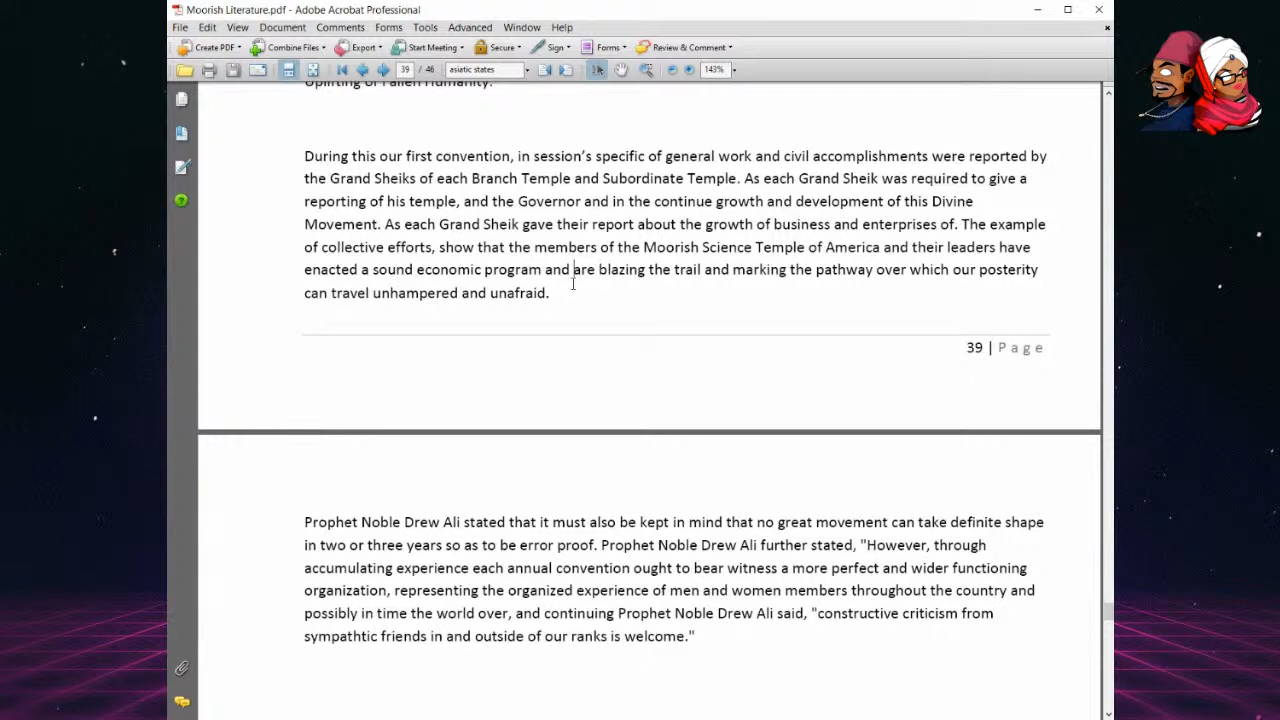 Moorish Literature.pdf - Adobe Acrobat Professional
File Edit View Document Comments Forms Tools Advanced Window Help
Create PDF Combine Files Export Start Meeting Secure Sign Forms Review & Comment
39 / 46 asiatic states 143%
Uplifting of Fallen Humanity.
During this our first convention, in session's specific of general work and civil accomplishments were reported by
the Grand Sheiks of each Branch Temple and Subordinate Temple. As each Grand Sheik was required to give a
reporting of his temple, and the Governor and in the continue growth and development of this Divine
Movement. As each Grand Sheik gave their report about the growth of business and enterprises of. The example
of collective efforts, show that the members of the Moorish Science Temple of America and their leaders have
enacted a sound economic program and are blazing the trail and marking the pathway over which our posterity
can travel unhampered and unafraid.
39 | Page
Prophet Noble Drew Ali stated that it must also be kept in mind that no great movement can take definite shape
in two or three years so as to be error proof. Prophet Noble Drew Ali further stated, "However, through
accumulating experience each annual convention ought to bear witness a more perfect and wider functioning
organization, representing the organized experience of men and women members throughout the country and
possibly in time the world over, and continuing Prophet Noble Drew Ali said, "constructive criticism from
sympathtic friends in and outside of our ranks is welcome."